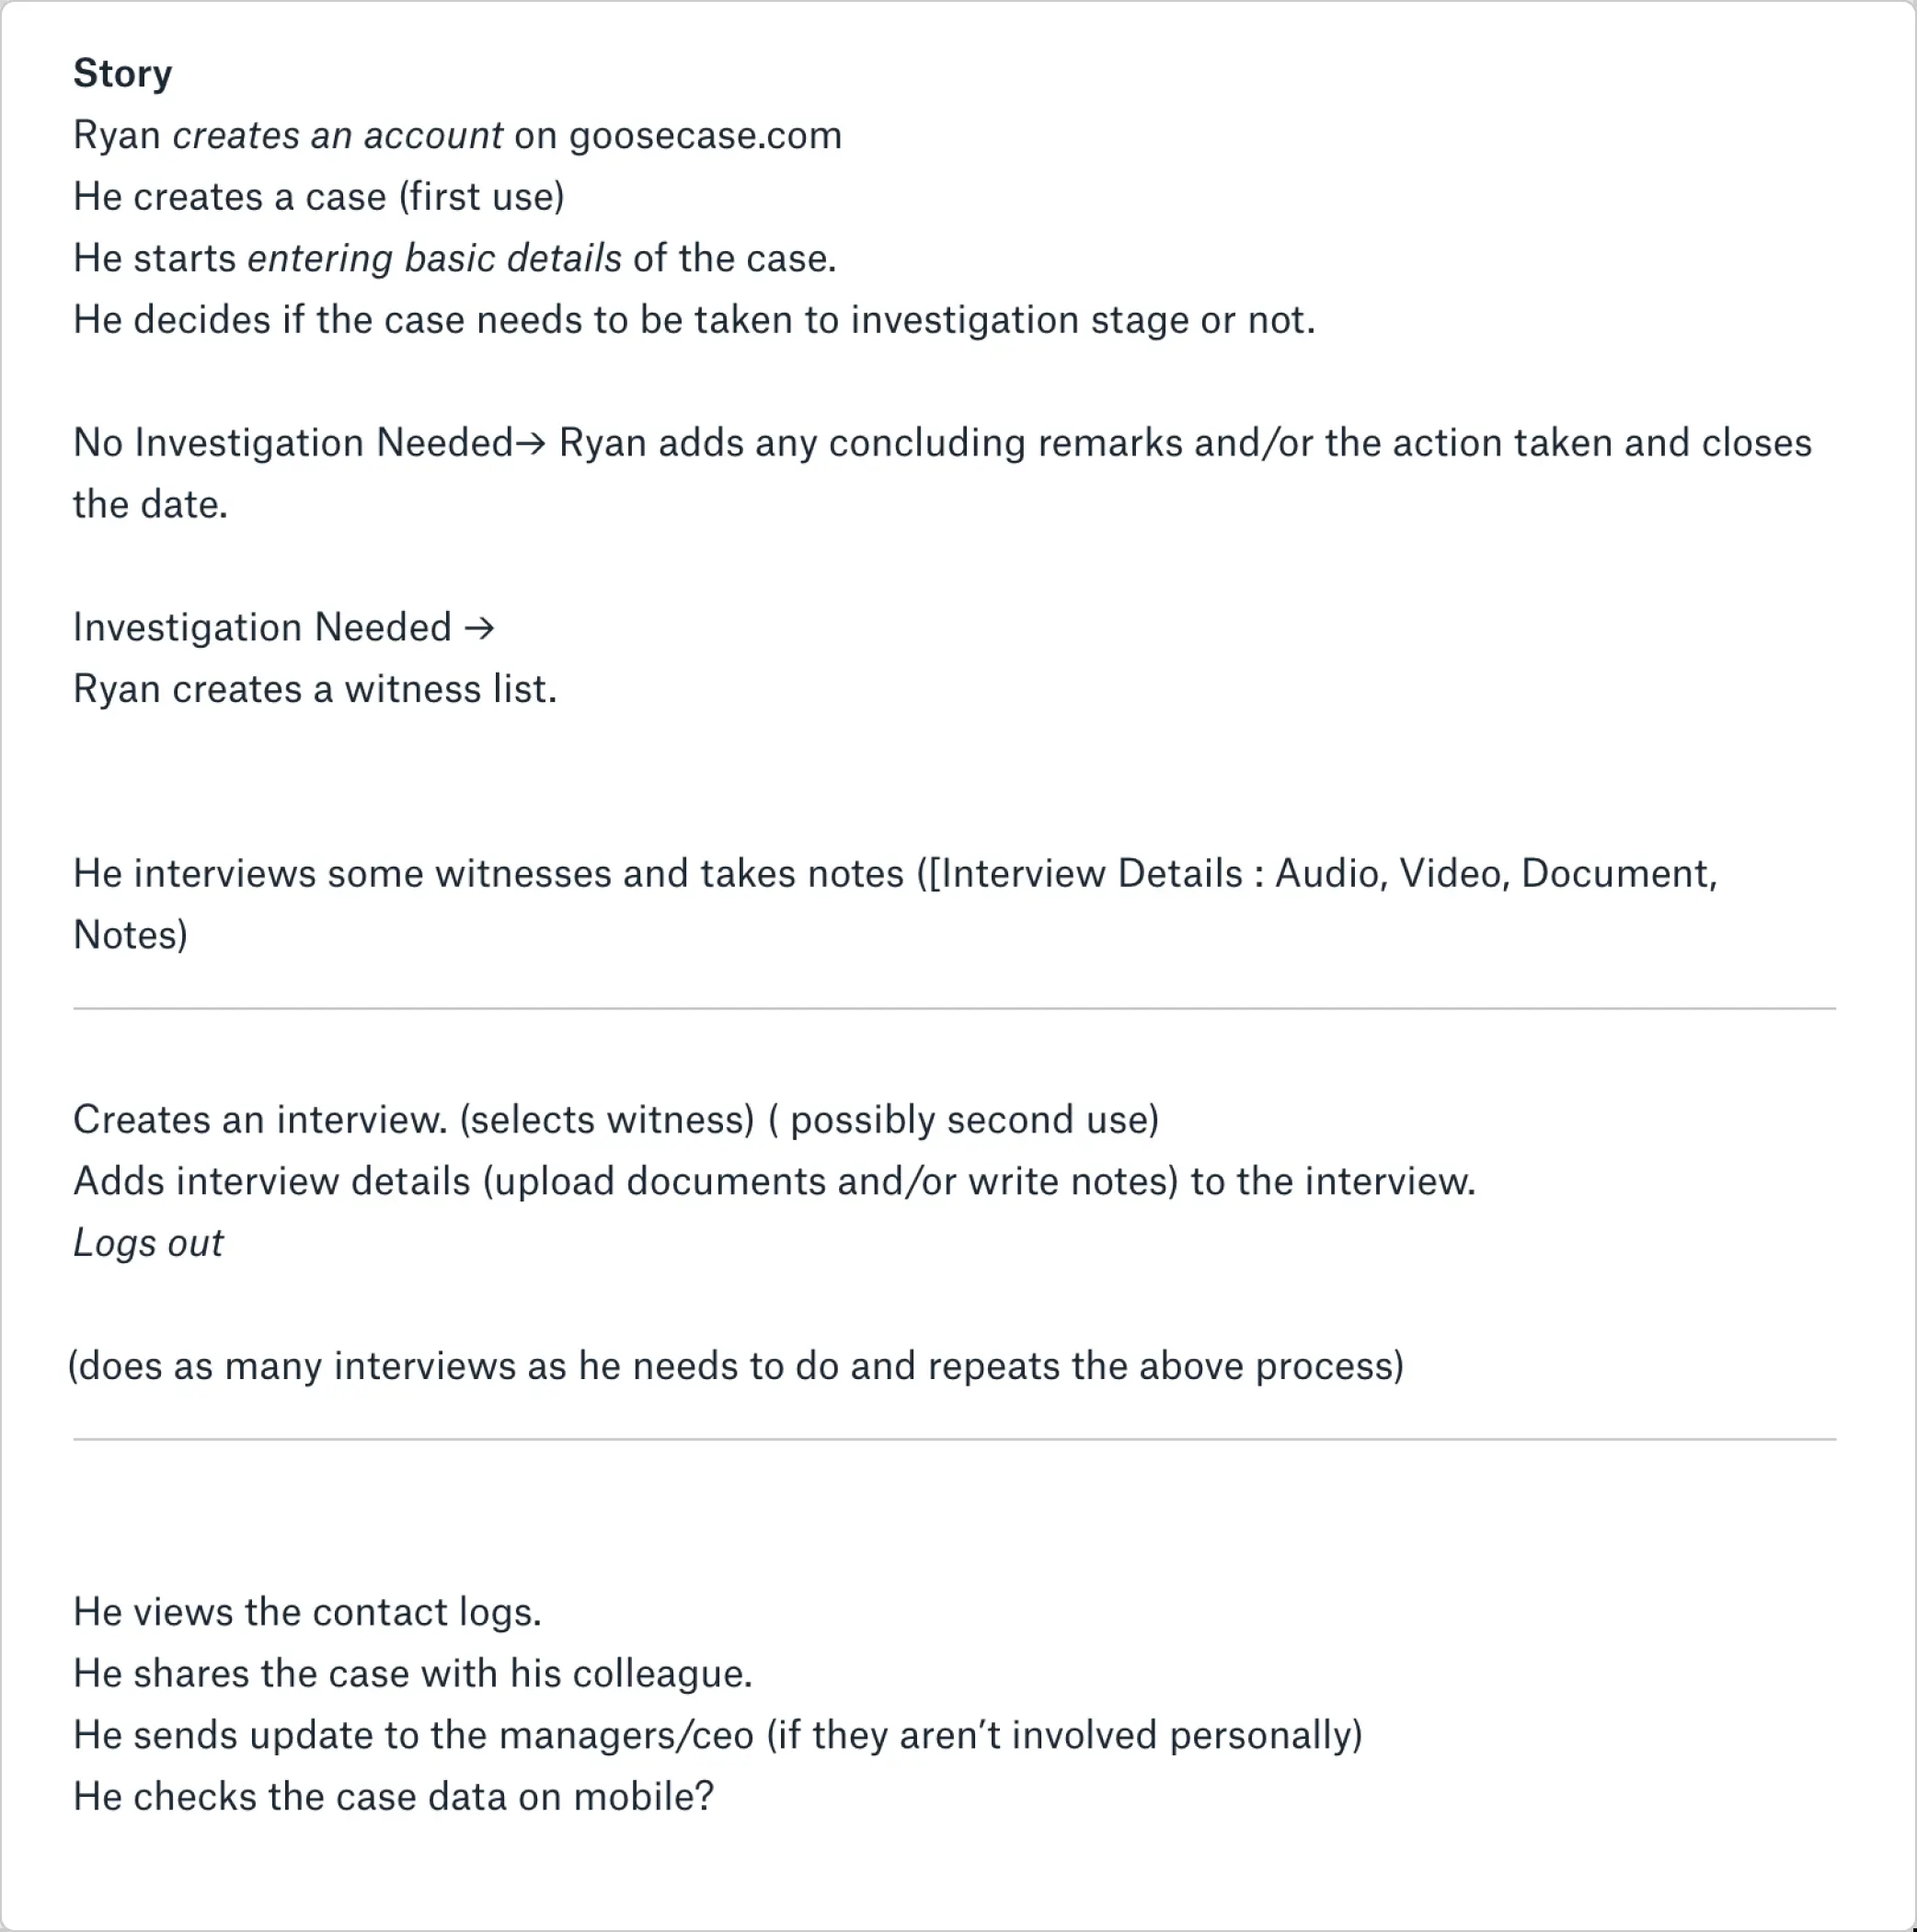 Story
Ryan creates an account on goosecase.com
He creates a case (first use)
He starts entering basic details of the case.
He decides if the case needs to be taken to investigation stage or not.
No Investigation Needed→ Ryan adds any concluding remarks and/or the action taken and closes
the date.
Investigation Needed →
Ryan creates a witness list.
He interviews some witnesses and takes notes ([Interview Details : Audio, Video, Document,
Notes)
Creates an interview. (selects witness) ( possibly second use)
Adds interview details (upload documents and/or write notes) to the interview.
Logs out
(does as many interviews as he needs to do and repeats the above process)
He views the contact logs.
He shares the case with his colleague.
He sends update to the managers/ceo (if they aren’t involved personally)
He checks the case data on mobile?